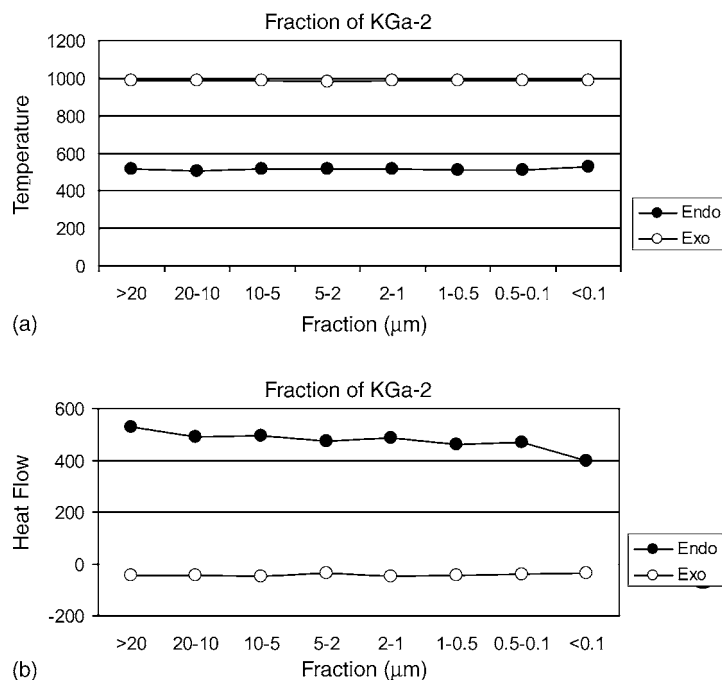 Fraction of KGa-2
1200
1000
800
600
400
200
0
Temperature
>20 20-10 10-5 5-2 2-1 1-0.5 0.5-0.1 <0.1
Fraction (μm)
Endo
Exo
(a)
Fraction of KGa-2
600
400
200
0
-200
Heat Flow
>20 20-10 10-5 5-2 2-1 1-0.5 0.5-0.1 <0.1
Fraction (μm)
Endo
Exo
(b)